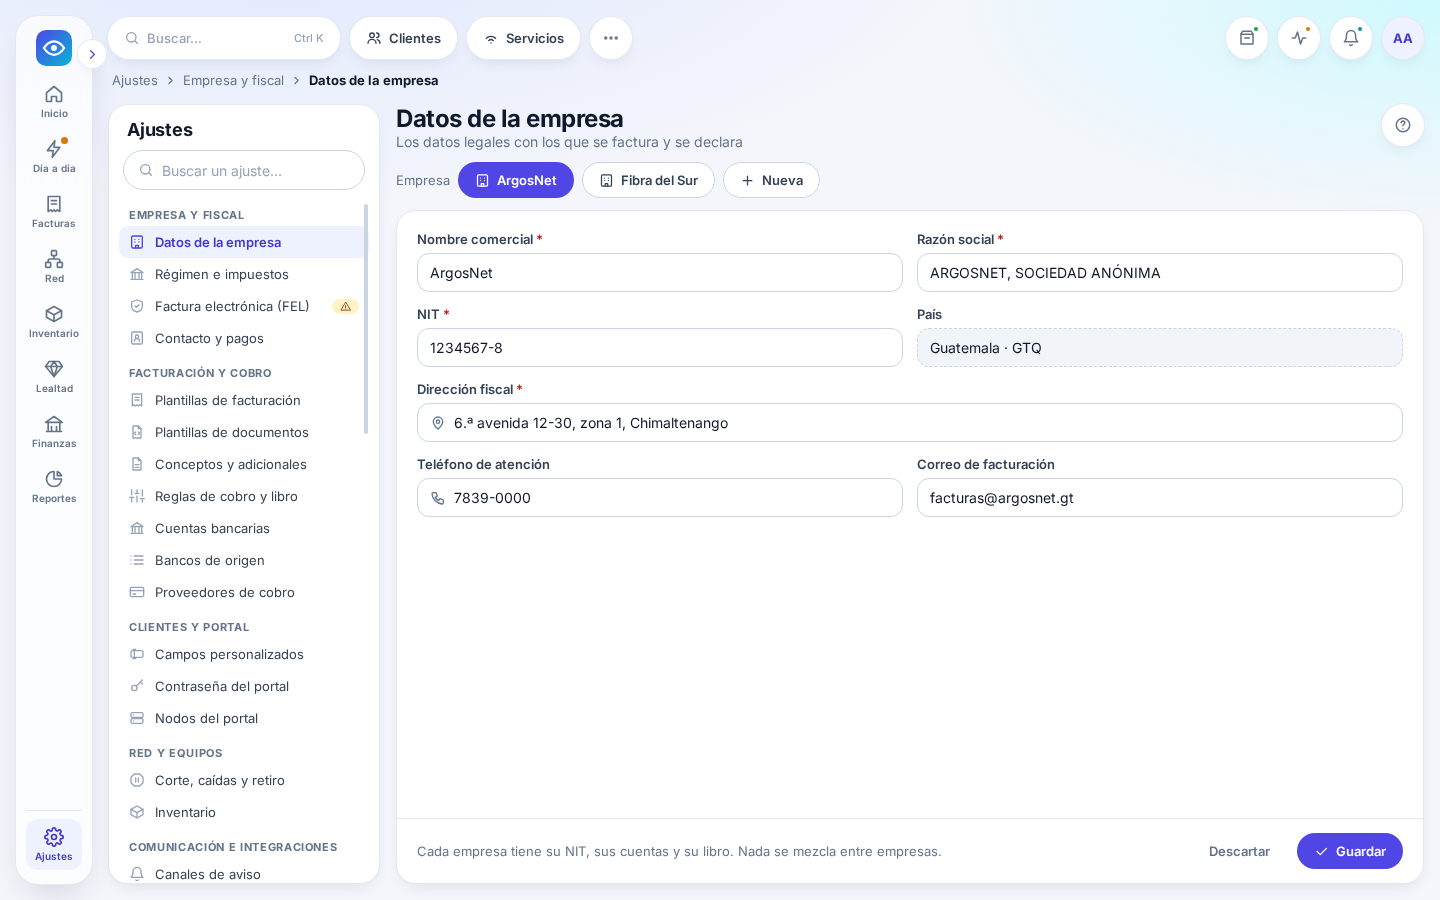 Buscar...
Ctrl K
Clientes
Servicios
AA
Ajustes > Empresa y fiscal > Datos de la empresa
Inicio
Día a día
Facturas
Red
Inventario
Lealtad
Finanzas
Reportes
Ajustes
Ajustes
Buscar un ajuste...
EMPRESA Y FISCAL
Datos de la empresa
Régimen e impuestos
Factura electrónica (FEL)
Contacto y pagos
FACTURACIÓN Y COBRO
Plantillas de facturación
Plantillas de documentos
Conceptos y adicionales
Reglas de cobro y libro
Cuentas bancarias
Bancos de origen
Proveedores de cobro
CLIENTES Y PORTAL
Campos personalizados
Contraseña del portal
Nodos del portal
RED Y EQUIPOS
Corte, caídas y retiro
Inventario
COMUNICACIÓN E INTEGRACIONES
Canales de aviso
Datos de la empresa
Los datos legales con los que se factura y se declara
Empresa
ArgosNet
Fibra del Sur
Nueva
Nombre comercial *
ArgosNet
Razón social *
ARGOSNET, SOCIEDAD ANÓNIMA
NIT *
1234567-8
País
Guatemala · GTQ
Dirección fiscal *
6.ª avenida 12-30, zona 1, Chimaltenango
Teléfono de atención
7839-0000
Correo de facturación
facturas@argosnet.gt
Cada empresa tiene su NIT, sus cuentas y su libro. Nada se mezcla entre empresas.
Descartar
Guardar